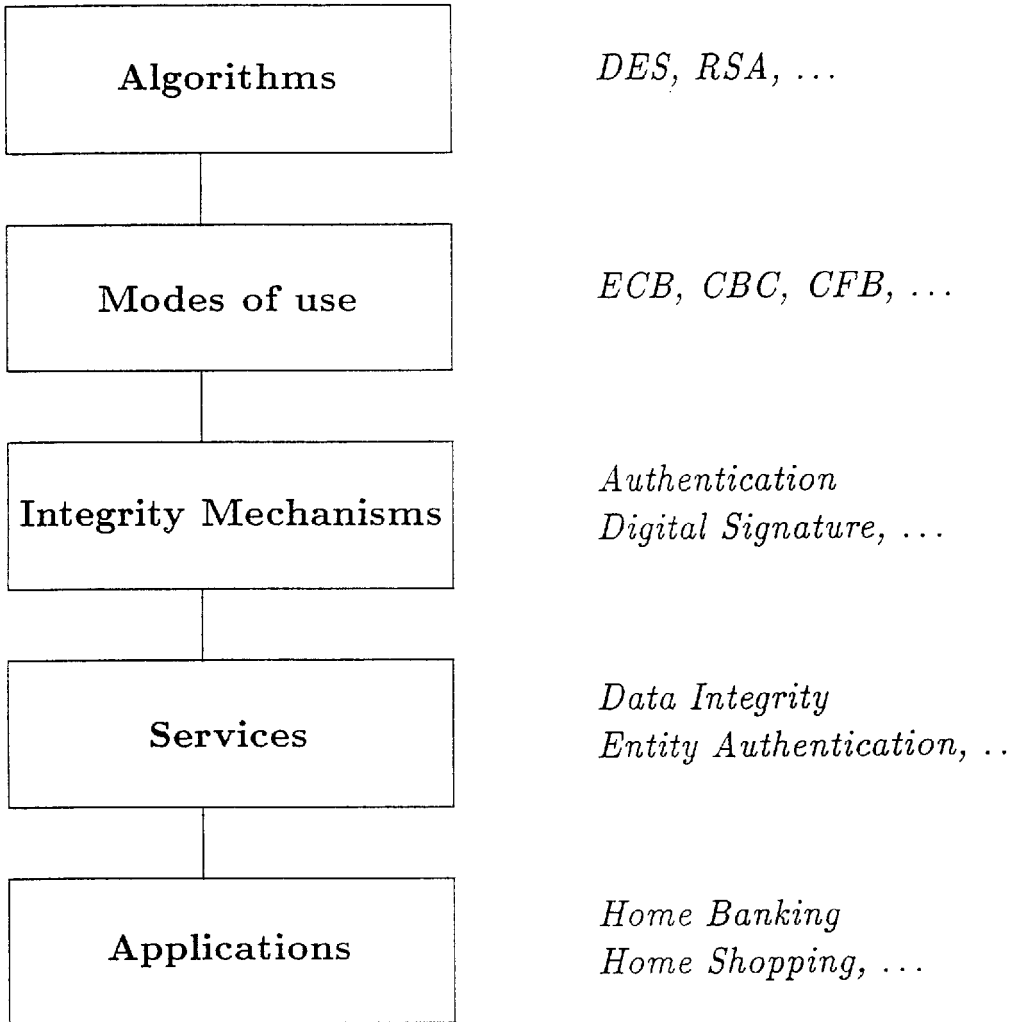 Algorithms
DES, RSA, ...
Modes of use
ECB, CBC, CFB, ...
Integrity Mechanisms
Authentication
Digital Signature, ...
Services
Data Integrity
Entity Authentication, ..
Applications
Home Banking
Home Shopping, ...